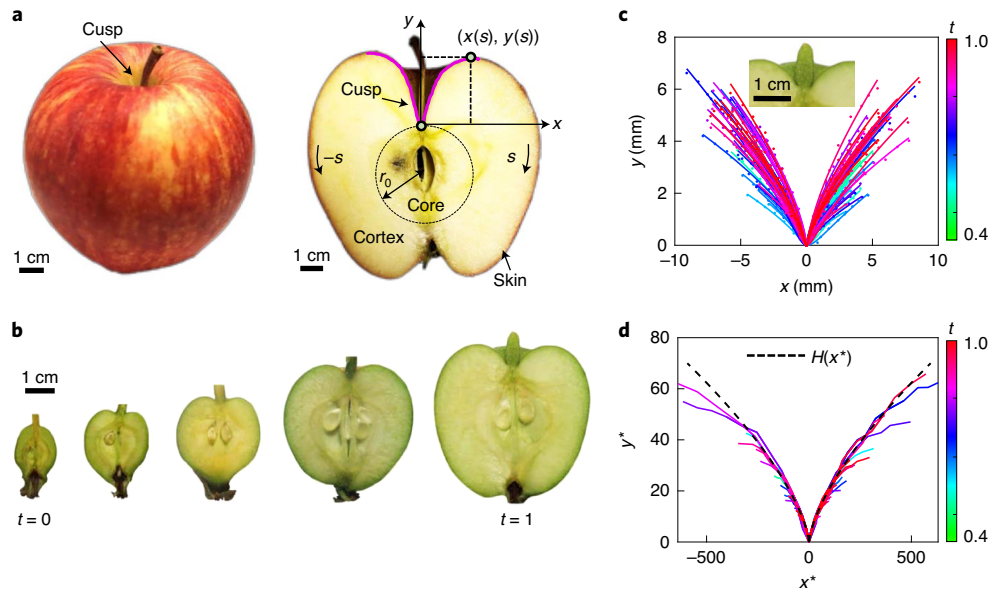 a
Cusp
1 cm
y
(x(s), y(s))
Cusp
x
–s
s
r0
Core
Cortex
1 cm
Skin
b
1 cm
t = 0
t = 1
c
t
8
6
4
2
0
y (mm)
1 cm
–10 –5 0 5 10
x (mm)
1.0
0.4
d
t
80
60
40
20
0
y*
H(x*)
–500 0 500
x*
1.0
0.4